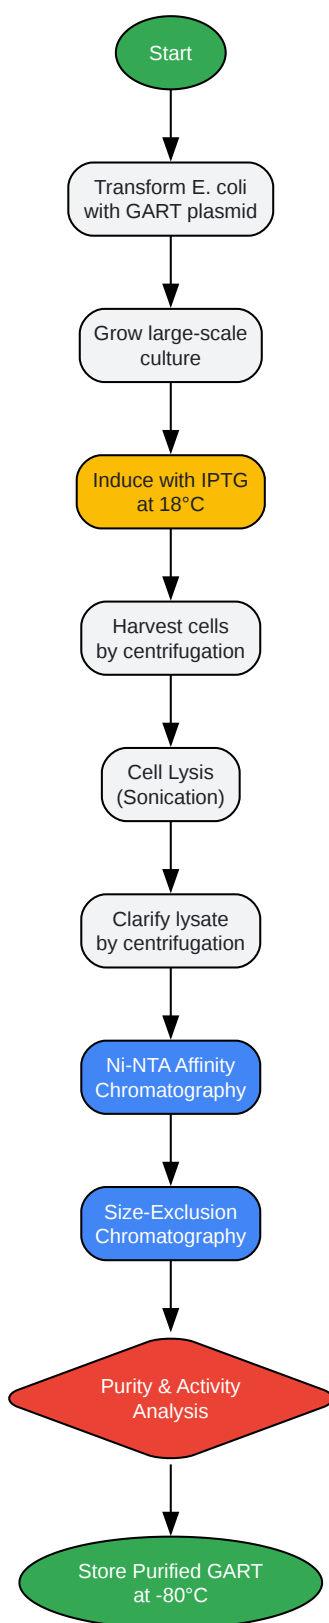 Start
Transform E. coli
with GART plasmid
Grow large-scale
culture
Induce with IPTG
at 18°C
Harvest cells
by centrifugation
Cell Lysis
(Sonication)
Clarify lysate
by centrifugation
Ni-NTA Affinity
Chromatography
Size-Exclusion
Chromatography
Purity & Activity
Analysis
Store Purified GART
at -80°C